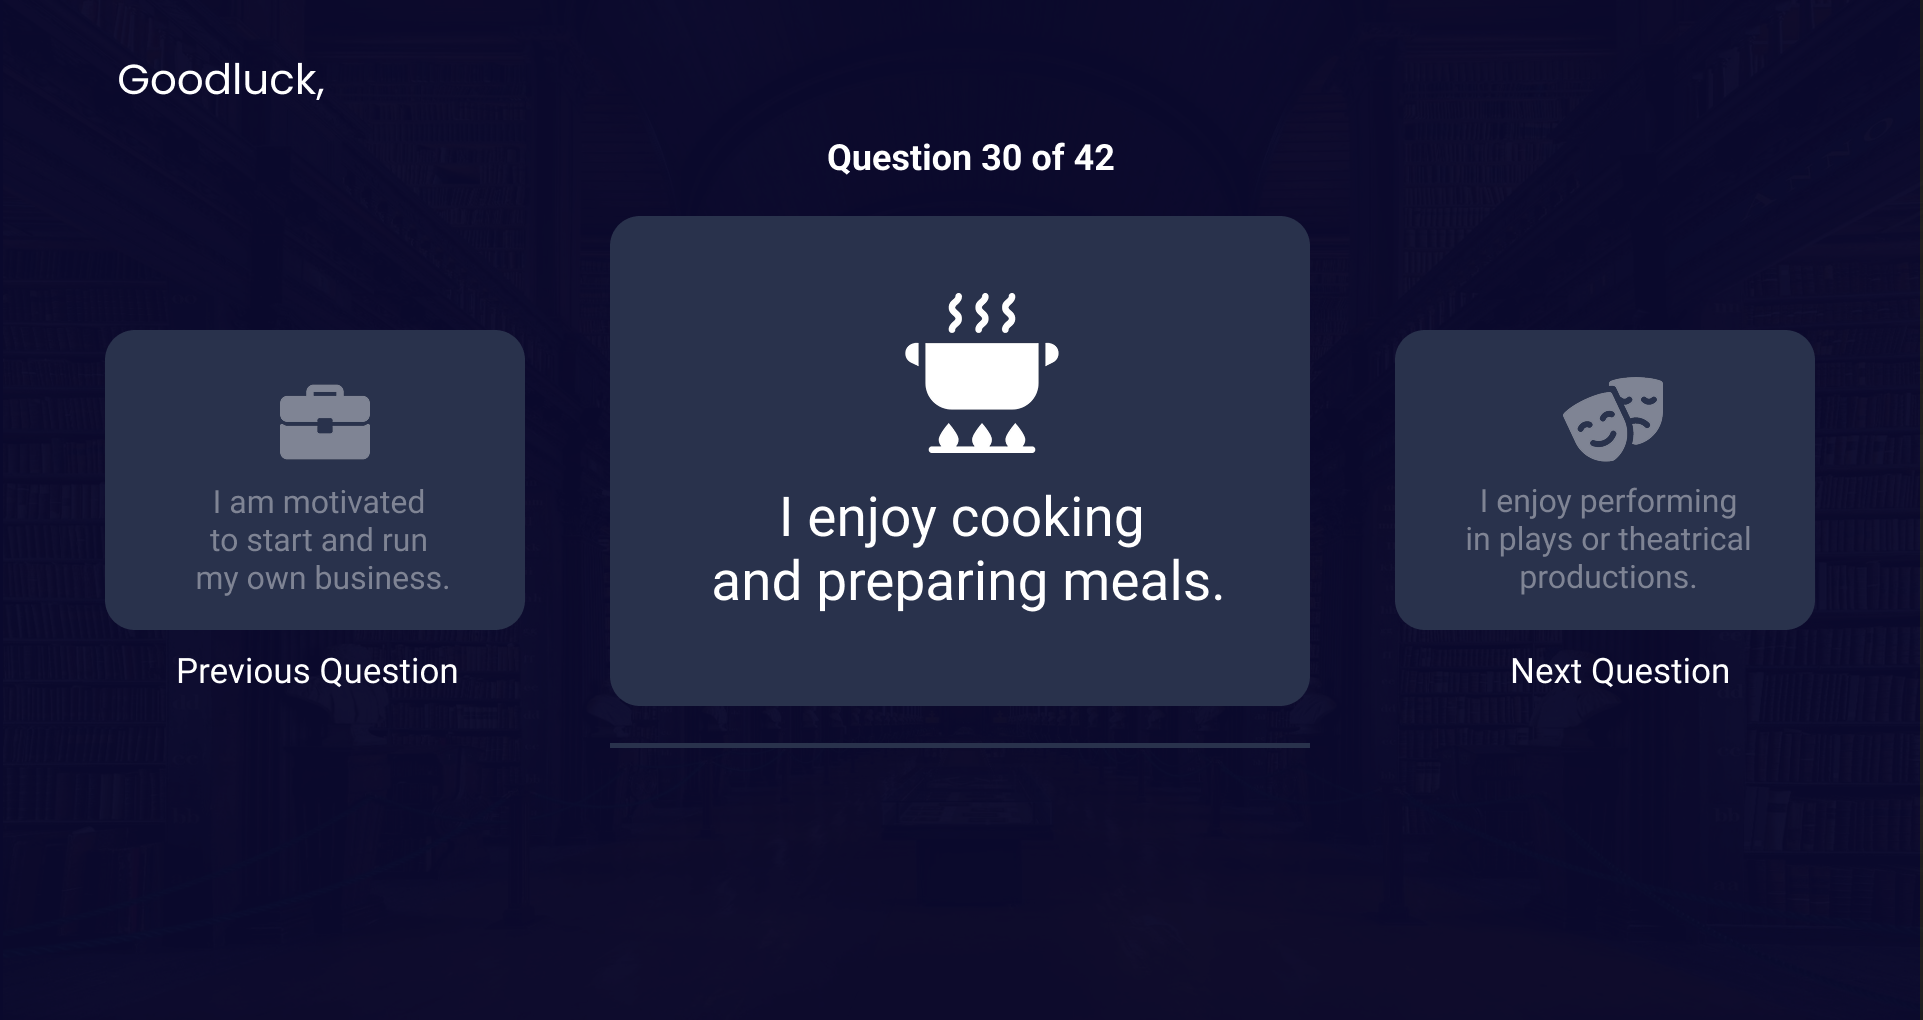 Goodluck,
Question 30 of 42
I am motivated
to start and run
my own business.
Previous Question
I enjoy cooking
and preparing meals.
I enjoy performing
in plays or theatrical
productions.
Next Question